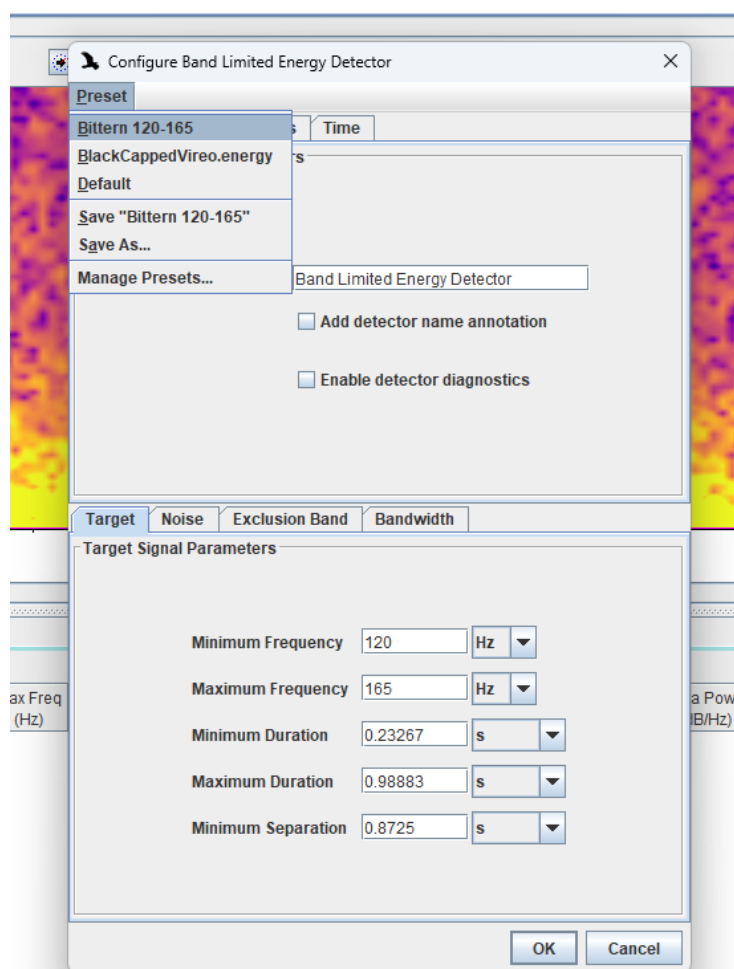 Configure Band Limited Energy Detector
Preset
Bittern 120-165
s
Time
BlackCappedVireo.energy
rs
Default
Save "Bittern 120-165"
Save As...
Manage Presets...
Band Limited Energy Detector
Add detector name annotation
Enable detector diagnostics
Target Noise Exclusion Band Bandwidth
Target Signal Parameters
Minimum Frequency 120 Hz
ax Freq
(Hz)
Maximum Frequency 165 Hz
a Pow
IB/Hz)
Minimum Duration 0.23267 s
Maximum Duration 0.98883 s
Minimum Separation 0.8725 s
OK Cancel